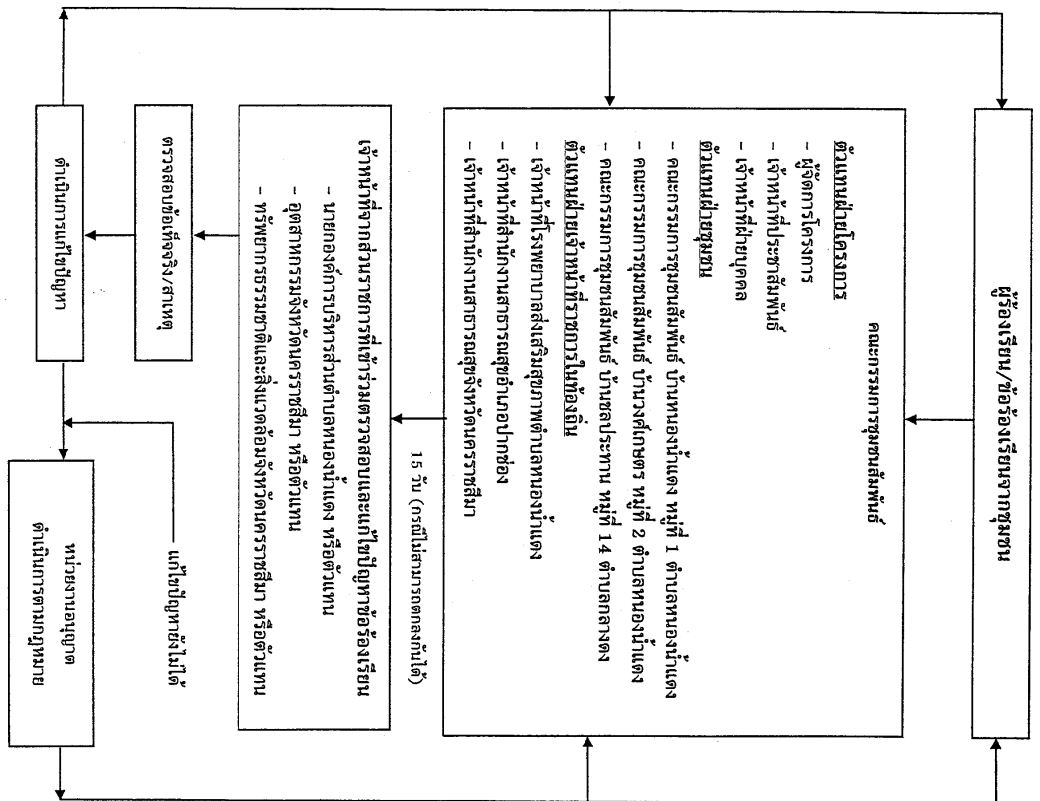 ผู้ร้องเรียน/ข้อร้องเรียนจากชุมชน
คณะกรรมการชุมชนสัมพันธ์
ตัวแทนฝ่ายโครงการ
- ผู้จัดการโครงการ
- เจ้าหน้าที่ประชาสัมพันธ์
- เจ้าหน้าที่ฝ่ายบุคคล
ตัวแทนฝ่ายชุมชน
- คณะกรรมการชุมชนสัมพันธ์ บ้านหนองน้ำแดง หมู่ที่ 1 ตำบลหนองน้ำแดง
- คณะกรรมการชุมชนสัมพันธ์ บ้านวงศ์เกษตร หมู่ที่ 2 ตำบลหนองน้ำแดง
- คณะกรรมการชุมชนสัมพันธ์ บ้านชลประทาน หมู่ที่ 14 ตำบลกลางดง
ตัวแทนฝ่ายเจ้าหน้าที่ราชการในท้องถิ่น
- เจ้าหน้าที่โรงพยาบาลส่งเสริมสุขภาพตำบลหนองน้ำแดง
- เจ้าหน้าที่สำนักงานสาธารณสุขอำเภอปากช่อง
- เจ้าหน้าที่สำนักงานสาธารณสุขจังหวัดนครราชสีมา
15 วัน (กรณีไม่สามารถตกลงกันได้)
เจ้าหน้าที่จากส่วนราชการที่เข้าร่วมตรวจสอบและแก้ไขปัญหาข้อร้องเรียน
- นายกองค์การบริหารส่วนตำบลหนองน้ำแดง หรือตัวแทน
- อุตสาหกรรมจังหวัดนครราชสีมา หรือตัวแทน
- ทรัพยากรธรรมชาติและสิ่งแวดล้อมจังหวัดนครราชสีมา หรือตัวแทน
ตรวจสอบข้อเท็จจริง/สาเหตุ
แก้ไขปัญหายังไม่ได้
ดำเนินการแก้ไขปัญหา
หน่วยงานอนุญาต
ดำเนินการตามกฎหมาย